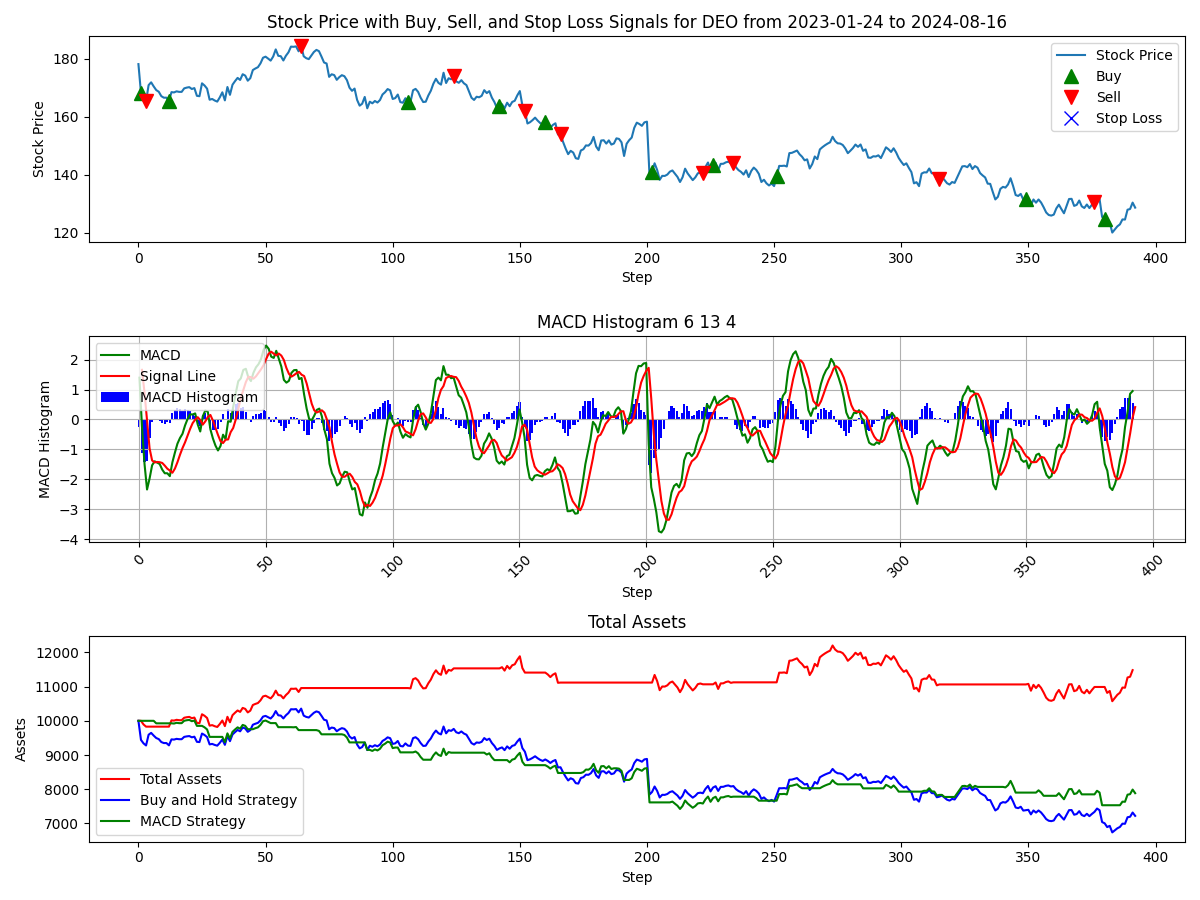 Stock Price with Buy, Sell, and Stop Loss Signals for DEO from 2023-01-24 to 2024-08-16
Stock Price
180
160
140
120
Stock Price
Buy
Sell
Stop Loss
0 50 100 150 200 250 300 350 400
Step
MACD Histogram 6 13 4
MACD Histogram
2
1
0
−1
−2
−3
−4
MACD
Signal Line
MACD Histogram
0 50 100 150 200 250 300 350 400
Step
Total Assets
Assets
12000
11000
10000
9000
8000
7000
Total Assets
Buy and Hold Strategy
MACD Strategy
0 50 100 150 200 250 300 350 400
Step